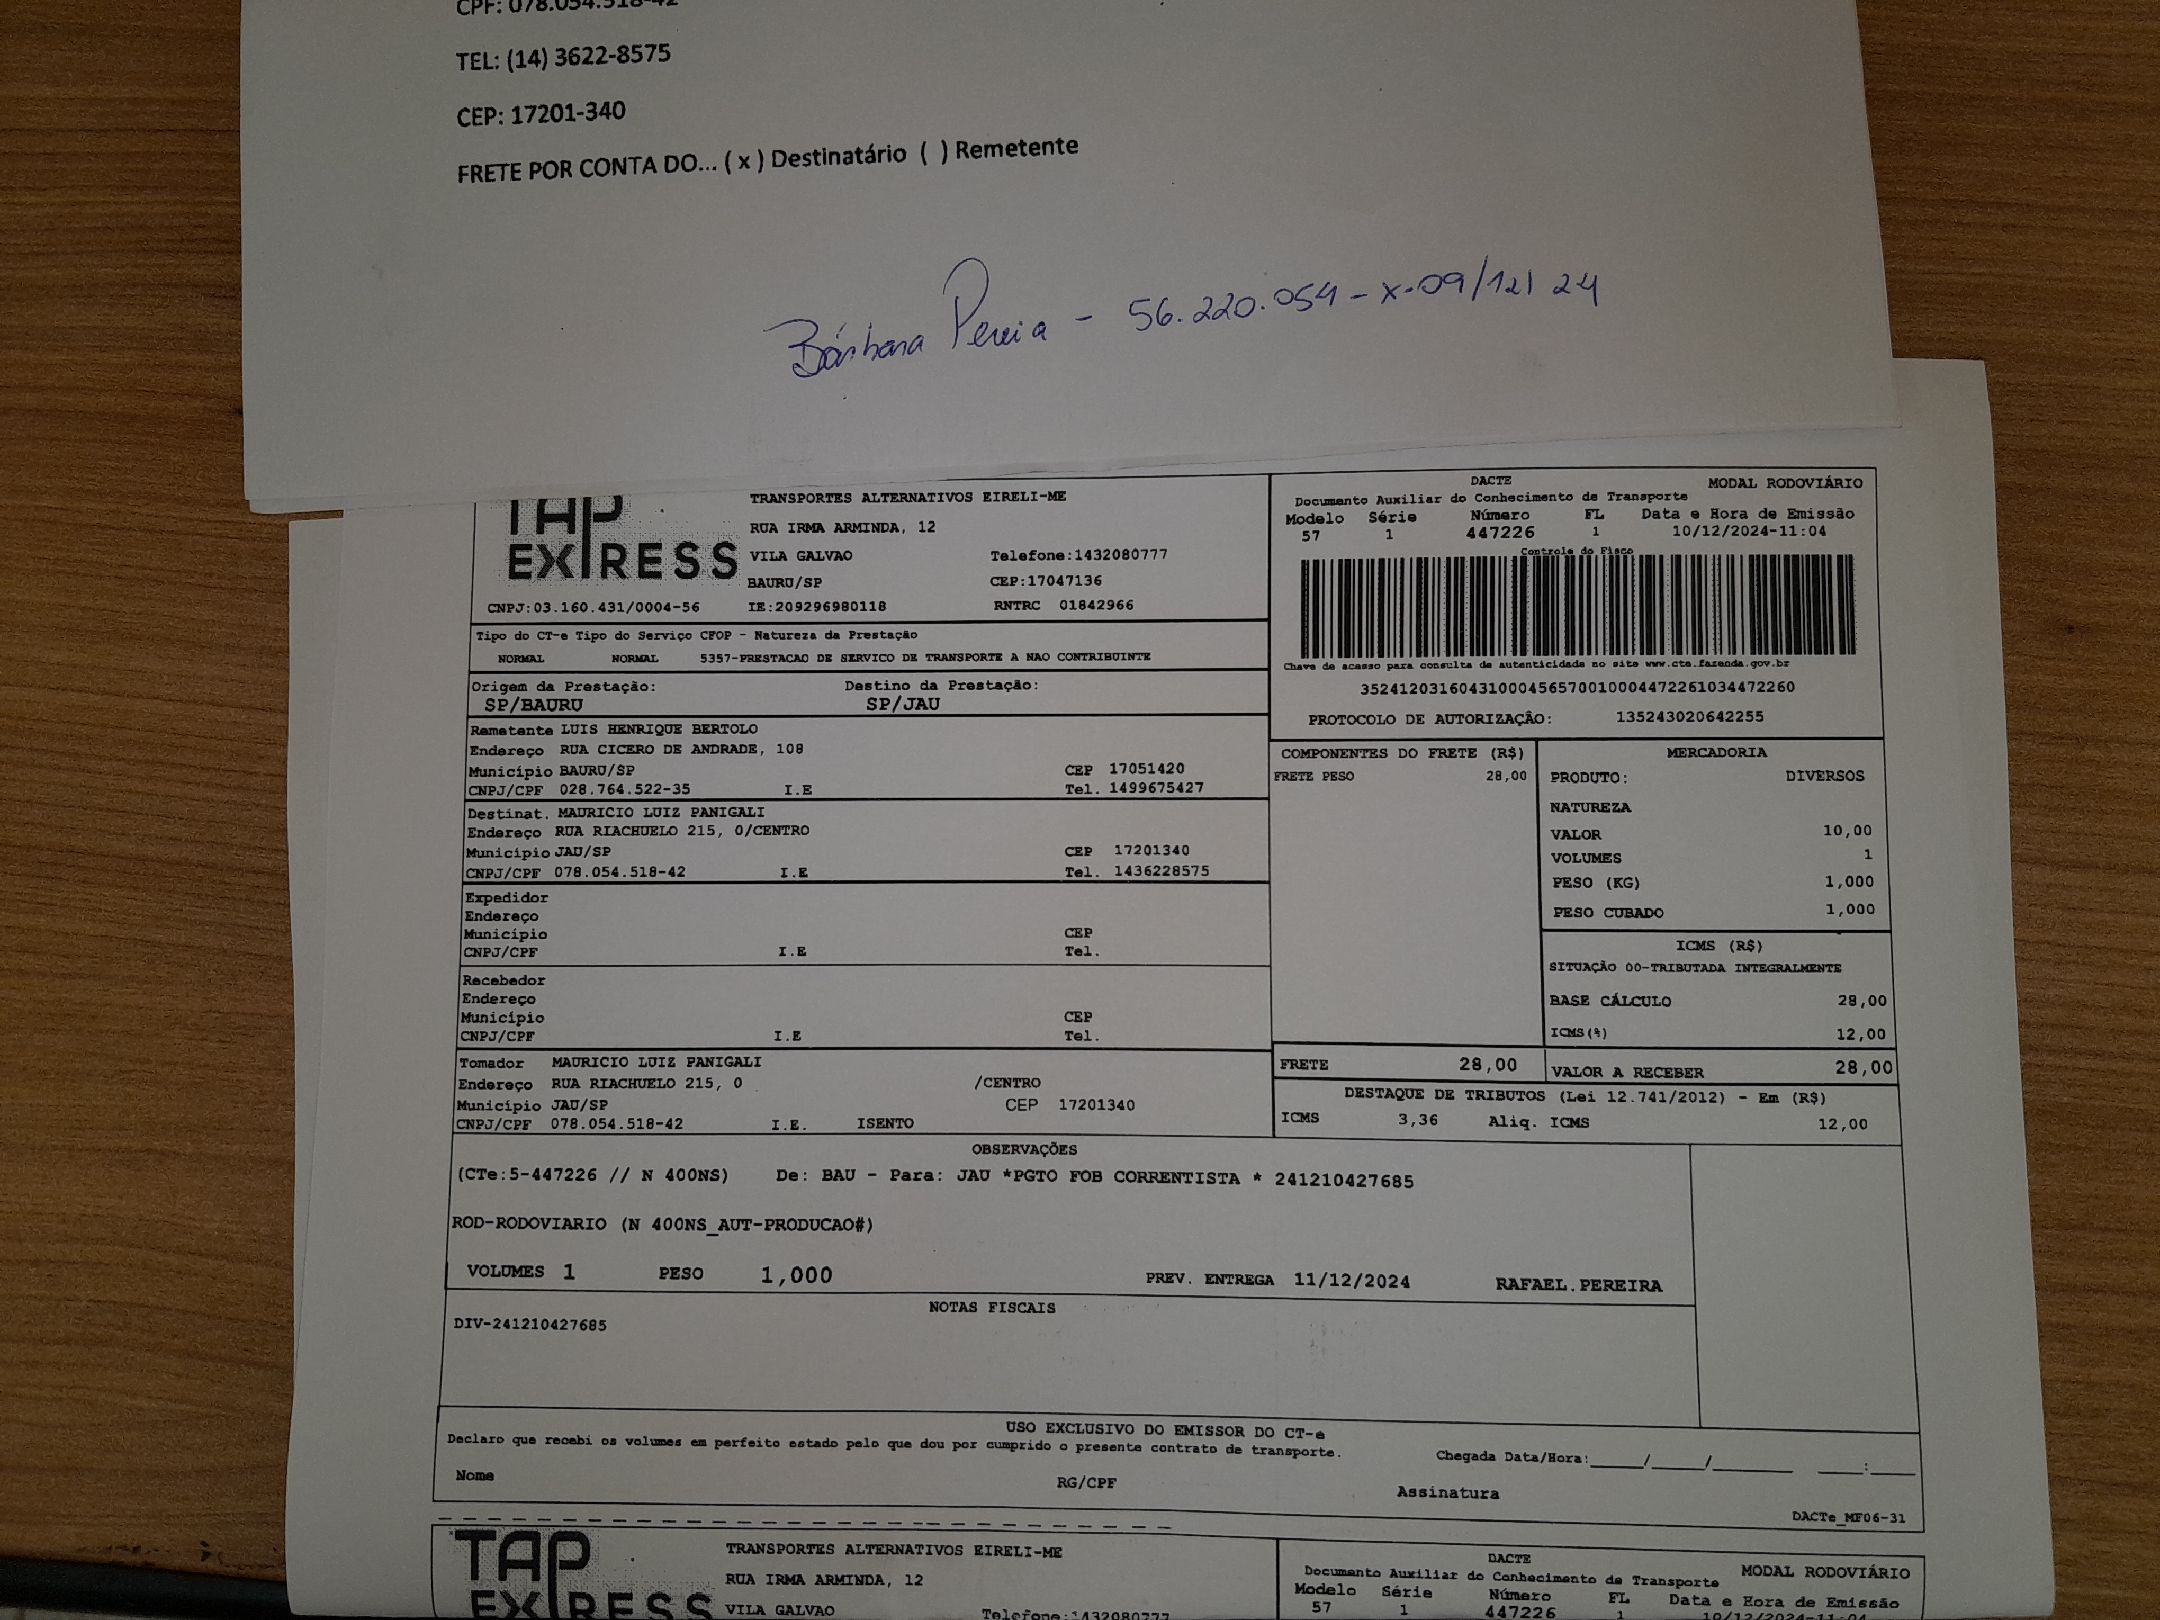 CPF: 078.054.518-42
TEL: (14) 3622-8575
CEP: 17201-340
FRETE POR CONTA DO... ( x ) Destinatário ( ) Remetente
Bárbara Pereira - 56.220.054-x-09/12/24
TAP EXPRESS
TRANSPORTES ALTERNATIVOS EIRELI-ME
RUA IRMA ARMINDA, 12
VILA GALVAO Telefone:1432080777
BAURU/SP CEP:17047136
CNPJ:03.160.431/0004-56 IE:209296980118 RNTRC 01842966
DACTE MODAL RODOVIÁRIO
Documento Auxiliar do Conhecimento de Transporte
Modelo Série Número FL Data e Hora de Emissão
57 1 447226 1 10/12/2024-11:04
Controle do Fisco
Chave de acesso para consulta de autenticidade no site www.cte.fazenda.gov.br
35241203160431000456570010004472261034472260
PROTOCOLO DE AUTORIZAÇÃO: 135243020642255
Tipo do CT-e Tipo do Serviço CFOP - Natureza da Prestação
NORMAL NORMAL 5357-PRESTACAO DE SERVICO DE TRANSPORTE A NAO CONTRIBUINTE
Origem da Prestação: Destino da Prestação:
SP/BAURU SP/JAU
Remetente LUIS HENRIQUE BERTOLO
Endereço RUA CICERO DE ANDRADE, 108
Município BAURU/SP CEP 17051420
CNPJ/CPF 028.764.522-35 I.E Tel. 1499675427
Destinat. MAURICIO LUIZ PANIGALI
Endereço RUA RIACHUELO 215, 0/CENTRO
Município JAU/SP CEP 17201340
CNPJ/CPF 078.054.518-42 I.E Tel. 1436228575
Expedidor
Endereço
Município CEP
CNPJ/CPF I.E Tel.
Recebedor
Endereço
Município CEP
CNPJ/CPF I.E Tel.
Tomador MAURICIO LUIZ PANIGALI
Endereço RUA RIACHUELO 215, 0 /CENTRO
Município JAU/SP CEP 17201340
CNPJ/CPF 078.054.518-42 I.E. ISENTO
COMPONENTES DO FRETE (R$)
FRETE PESO 28,00
MERCADORIA
PRODUTO: DIVERSOS
NATUREZA
VALOR 10,00
VOLUMES 1
PESO (KG) 1,000
PESO CUBADO 1,000
ICMS (R$)
SITUAÇÃO 00-TRIBUTADA INTEGRALMENTE
BASE CÁLCULO 28,00
ICMS(%) 12,00
FRETE 28,00 VALOR A RECEBER 28,00
DESTAQUE DE TRIBUTOS (Lei 12.741/2012) - Em (R$)
ICMS 3,36 Aliq. ICMS 12,00
OBSERVAÇÕES
(CTe:5-447226 // N 400NS) De: BAU - Para: JAU *PGTO FOB CORRENTISTA * 241210427685
ROD-RODOVIARIO (N 400NS_AUT-PRODUCAO#)
VOLUMES 1 PESO 1,000 PREV. ENTREGA 11/12/2024 RAFAEL.PEREIRA
NOTAS FISCAIS
DIV-241210427685
USO EXCLUSIVO DO EMISSOR DO CT-e
Declaro que recebi os volumes em perfeito estado pelo que dou por cumprido o presente contrato de transporte.
Chegada Data/Hora:_____/_____/_______ ____:____
Nome RG/CPF Assinatura
DACTe_MF06-31
TAP EXPRESS
TRANSPORTES ALTERNATIVOS EIRELI-ME
RUA IRMA ARMINDA, 12
VILA GALVAO Telefone:1432080777
DACTE MODAL RODOVIÁRIO
Documento Auxiliar do Conhecimento de Transporte
Modelo Série Número FL Data e Hora de Emissão
57 1 447226 1 10/12/2024-11:04